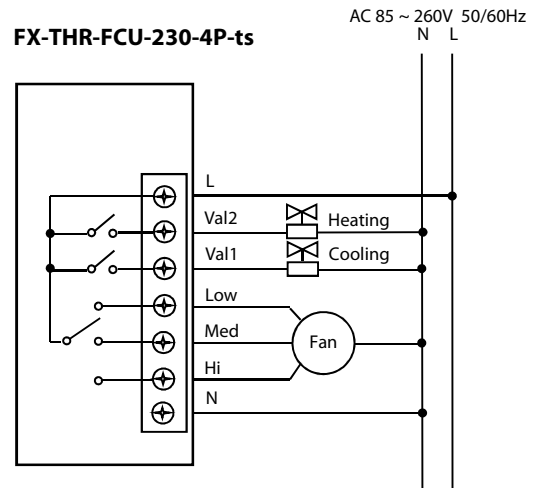 AC 85 ~ 260V 50/60Hz
FX-THR-FCU-230-4P-ts
N L
L
Val2
Heating
Val1
Cooling
Low
Med
Fan
Hi
N